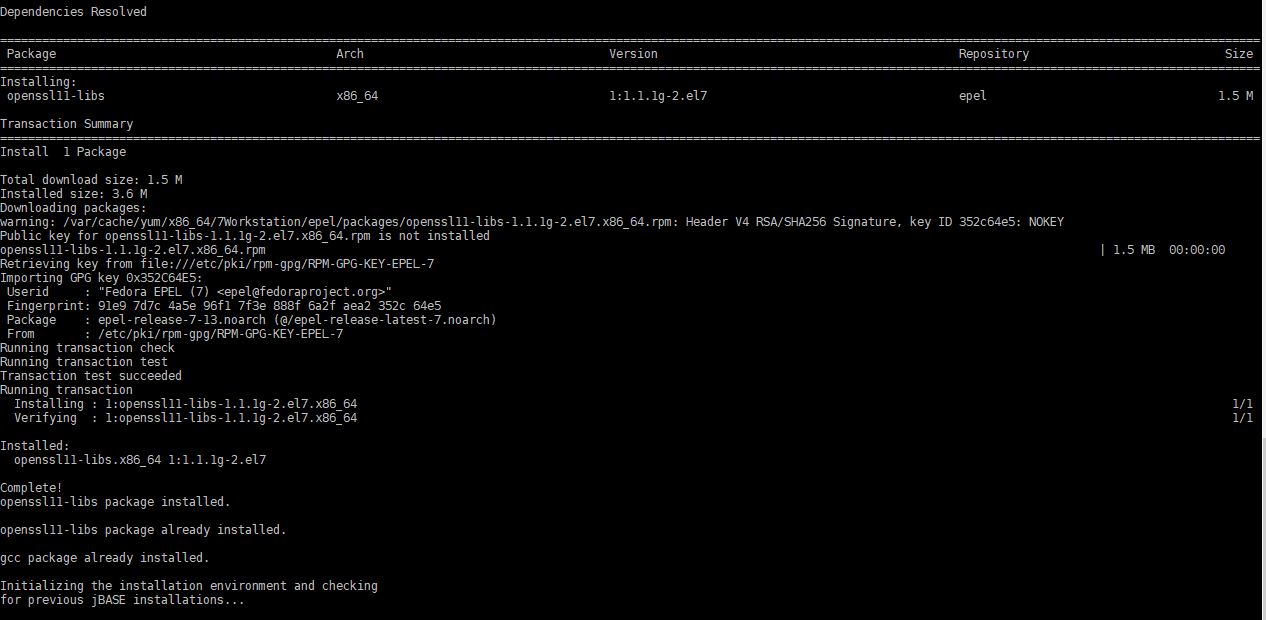 Dependencies Resolved
================================================================================
Package Arch Version Repository Size
================================================================================
Installing:
openssl11-libs x86_64 1:1.1.1g-2.el7 epel 1.5 M
Transaction Summary
================================================================================
Install  1 Package
Total download size: 1.5 M
Installed size: 3.6 M
Downloading packages:
warning: /var/cache/yum/x86_64/7Workstation/epel/packages/openssl11-libs-1.1.1g-2.el7.x86_64.rpm: Header V4 RSA/SHA256 Signature, key ID 352c64e5: NOKEY
Public key for openssl11-libs-1.1.1g-2.el7.x86_64.rpm is not installed
openssl11-libs-1.1.1g-2.el7.x86_64.rpm | 1.5 MB  00:00:00
Retrieving key from file:///etc/pki/rpm-gpg/RPM-GPG-KEY-EPEL-7
Importing GPG key 0x352C64E5:
Userid     : "Fedora EPEL (7) <epel@fedoraproject.org>"
Fingerprint: 91e9 7d7c 4a5e 96f1 7f3e 888f 6a2f aea2 352c 64e5
Package    : epel-release-7-13.noarch (@/epel-release-latest-7.noarch)
From       : /etc/pki/rpm-gpg/RPM-GPG-KEY-EPEL-7
Running transaction check
Running transaction test
Transaction test succeeded
Running transaction
Installing : 1:openssl11-libs-1.1.1g-2.el7.x86_64 1/1
Verifying  : 1:openssl11-libs-1.1.1g-2.el7.x86_64 1/1
Installed:
openssl11-libs.x86_64 1:1.1.1g-2.el7
Complete!
openssl11-libs package installed.
openssl11-libs package already installed.
gcc package already installed.
Initializing the installation environment and checking
for previous jBASE installations...